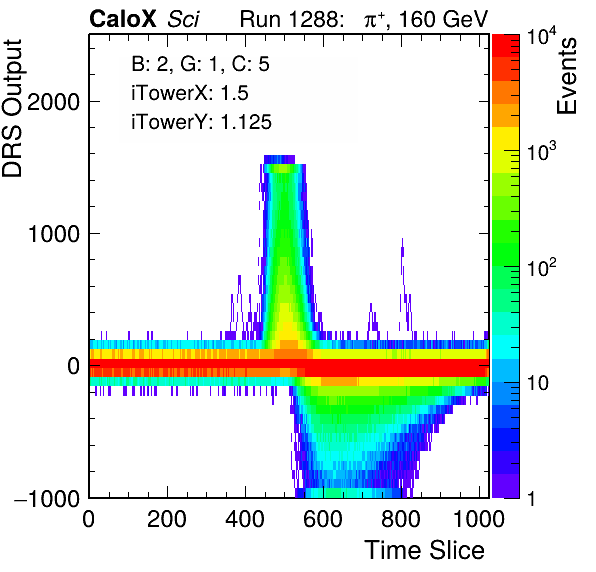 CaloX Sci Run 1288: π⁺, 160 GeV
B: 2, G: 1, C: 5
iTowerX: 1.5
iTowerY: 1.125
DRS Output
2000
1000
0
−1000
0 200 400 600 800 1000
Time Slice
Events
10⁴
10³
10²
10
1